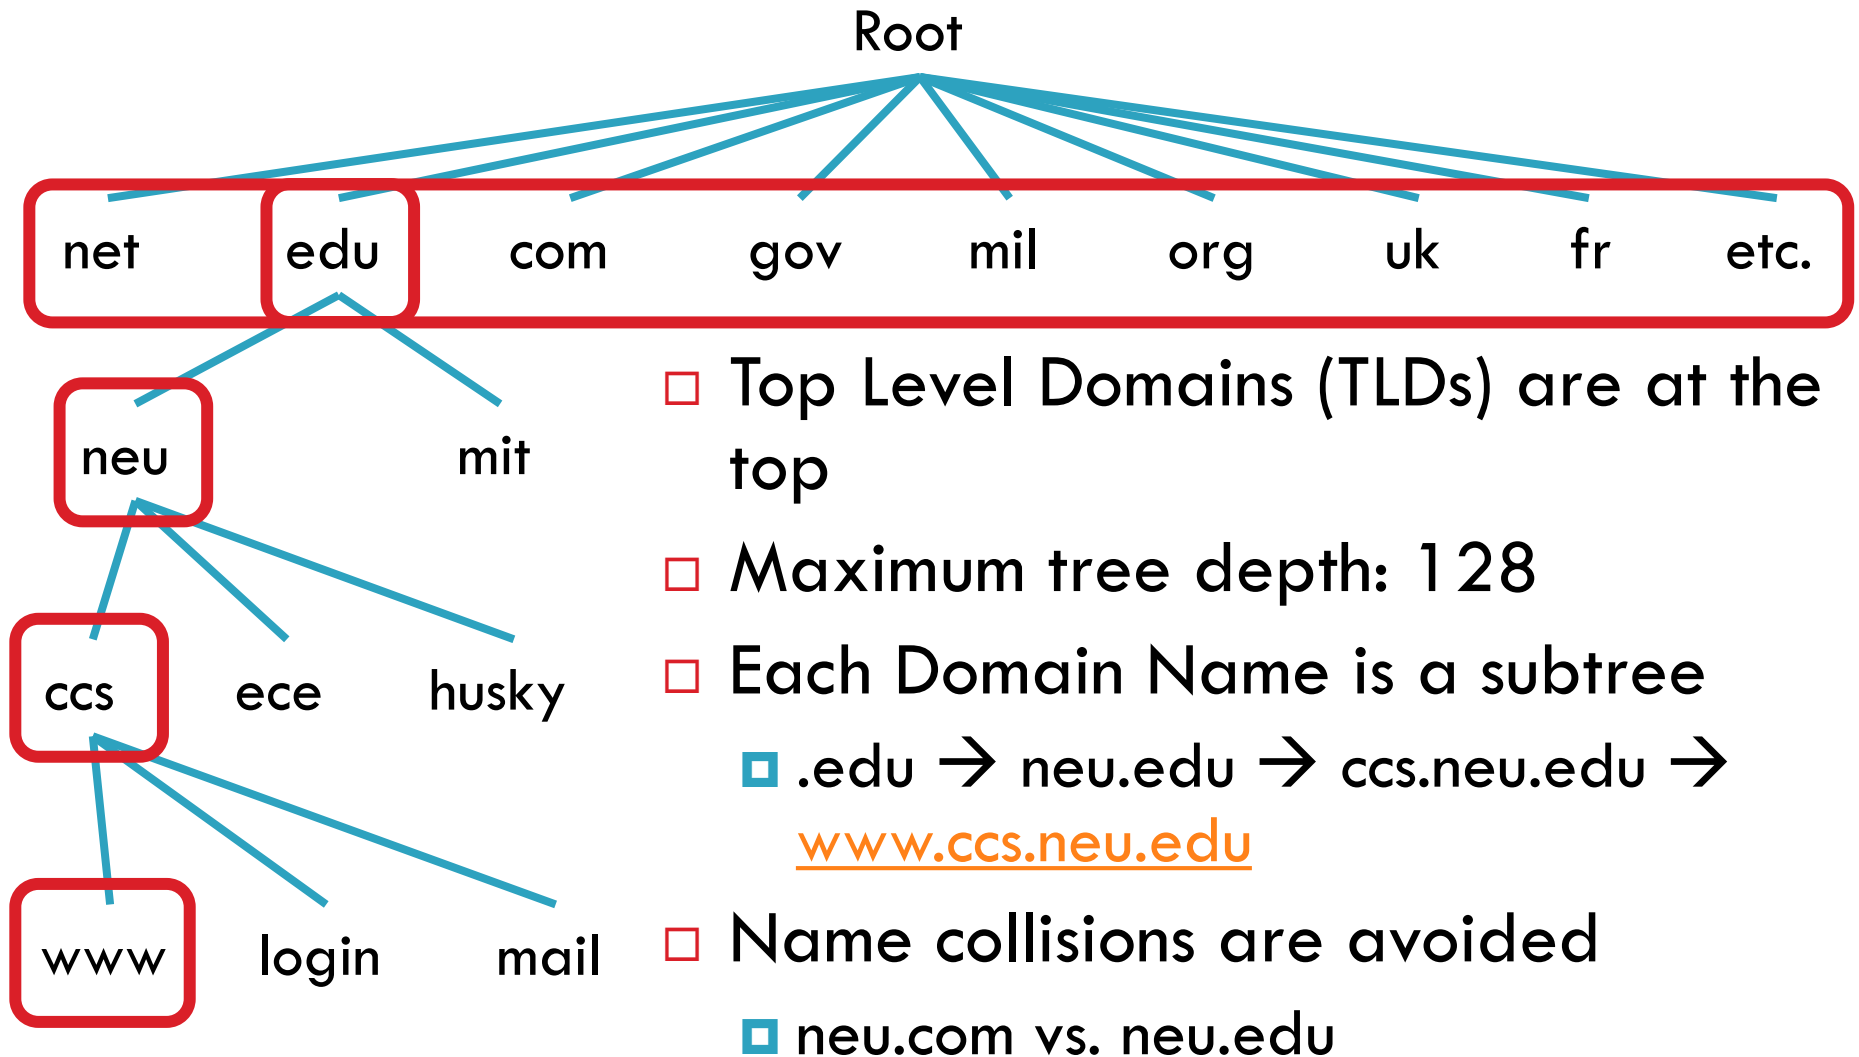 Root
net edu com gov mil org uk fr etc.
neu mit
ccs ece husky
www login mail
Top Level Domains (TLDs) are at the
top
Maximum tree depth: 128
Each Domain Name is a subtree
.edu → neu.edu → ccs.neu.edu →
www.ccs.neu.edu
Name collisions are avoided
neu.com vs. neu.edu